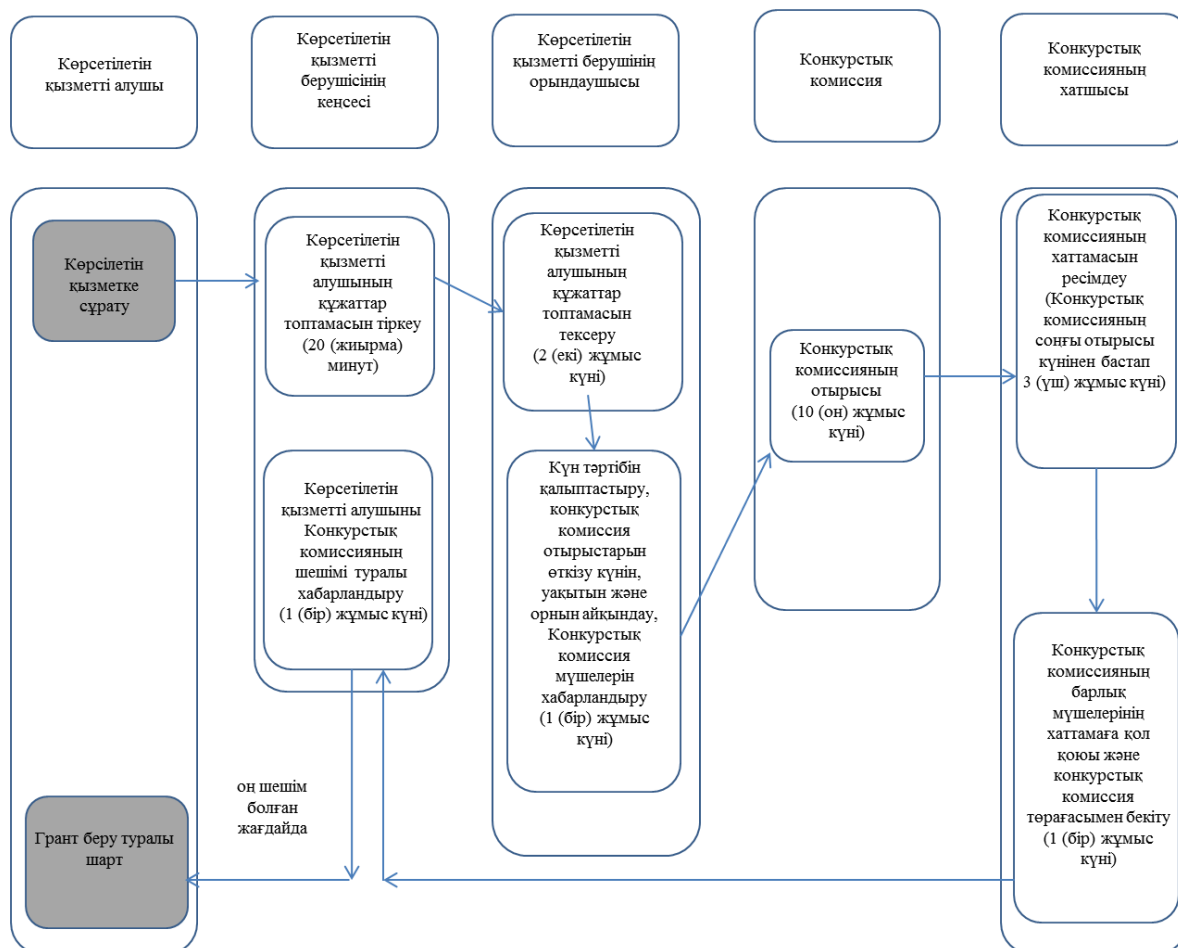 Көрсетілетін
қызметті алушы
Көрсетілетін
қызметті
берушісінің
кеңсесі
Көрсетілетін
қызметті берушінің
орындаушысы
Конкурстық
комиссия
Конкурстық
комиссияның
хатшысы
Көрсілетін
қызметке
сұрату
Көрсетілетін
қызметті
алушының
құжаттар
топтамасын тіркеу
(20 (жиырма)
минут)
Көрсетілетін
қызметті
алушының
құжаттар
топтамасын
тексеру
(2 (екі) жұмыс
күні)
Конкурстық
комиссияның
отырысы
(10 (он) жұмыс
күні)
Конкурстық
комиссияның
хаттамасын
ресімдеу
(Конкурстық
комиссияның
соңғы отырысы
күнінен бастап
3 (үш) жұмыс күні)
Көрсетілетін
қызметті алушыны
Конкурстық
комиссияның
шешімі туралы
хабарландыру
(1 (бір) жұмыс күні)
Күн тәртібін
қалыптастыру,
конкурстық
комиссия
отырыстарын
өткізу күнін,
уақытын және
орнын айқындау,
Конкурстық
комиссия
мүшелерін
хабарландыру
(1 (бір) жұмыс
күні)
Конкурстық
комиссияның
барлық
мүшелерінің
хаттамаға қол
қоюы және
конкурстық
комиссия
төрағасымен бекіту
(1 (бір) жұмыс
күні)
оң шешім
болған
жағдайда
Грант беру туралы
шарт